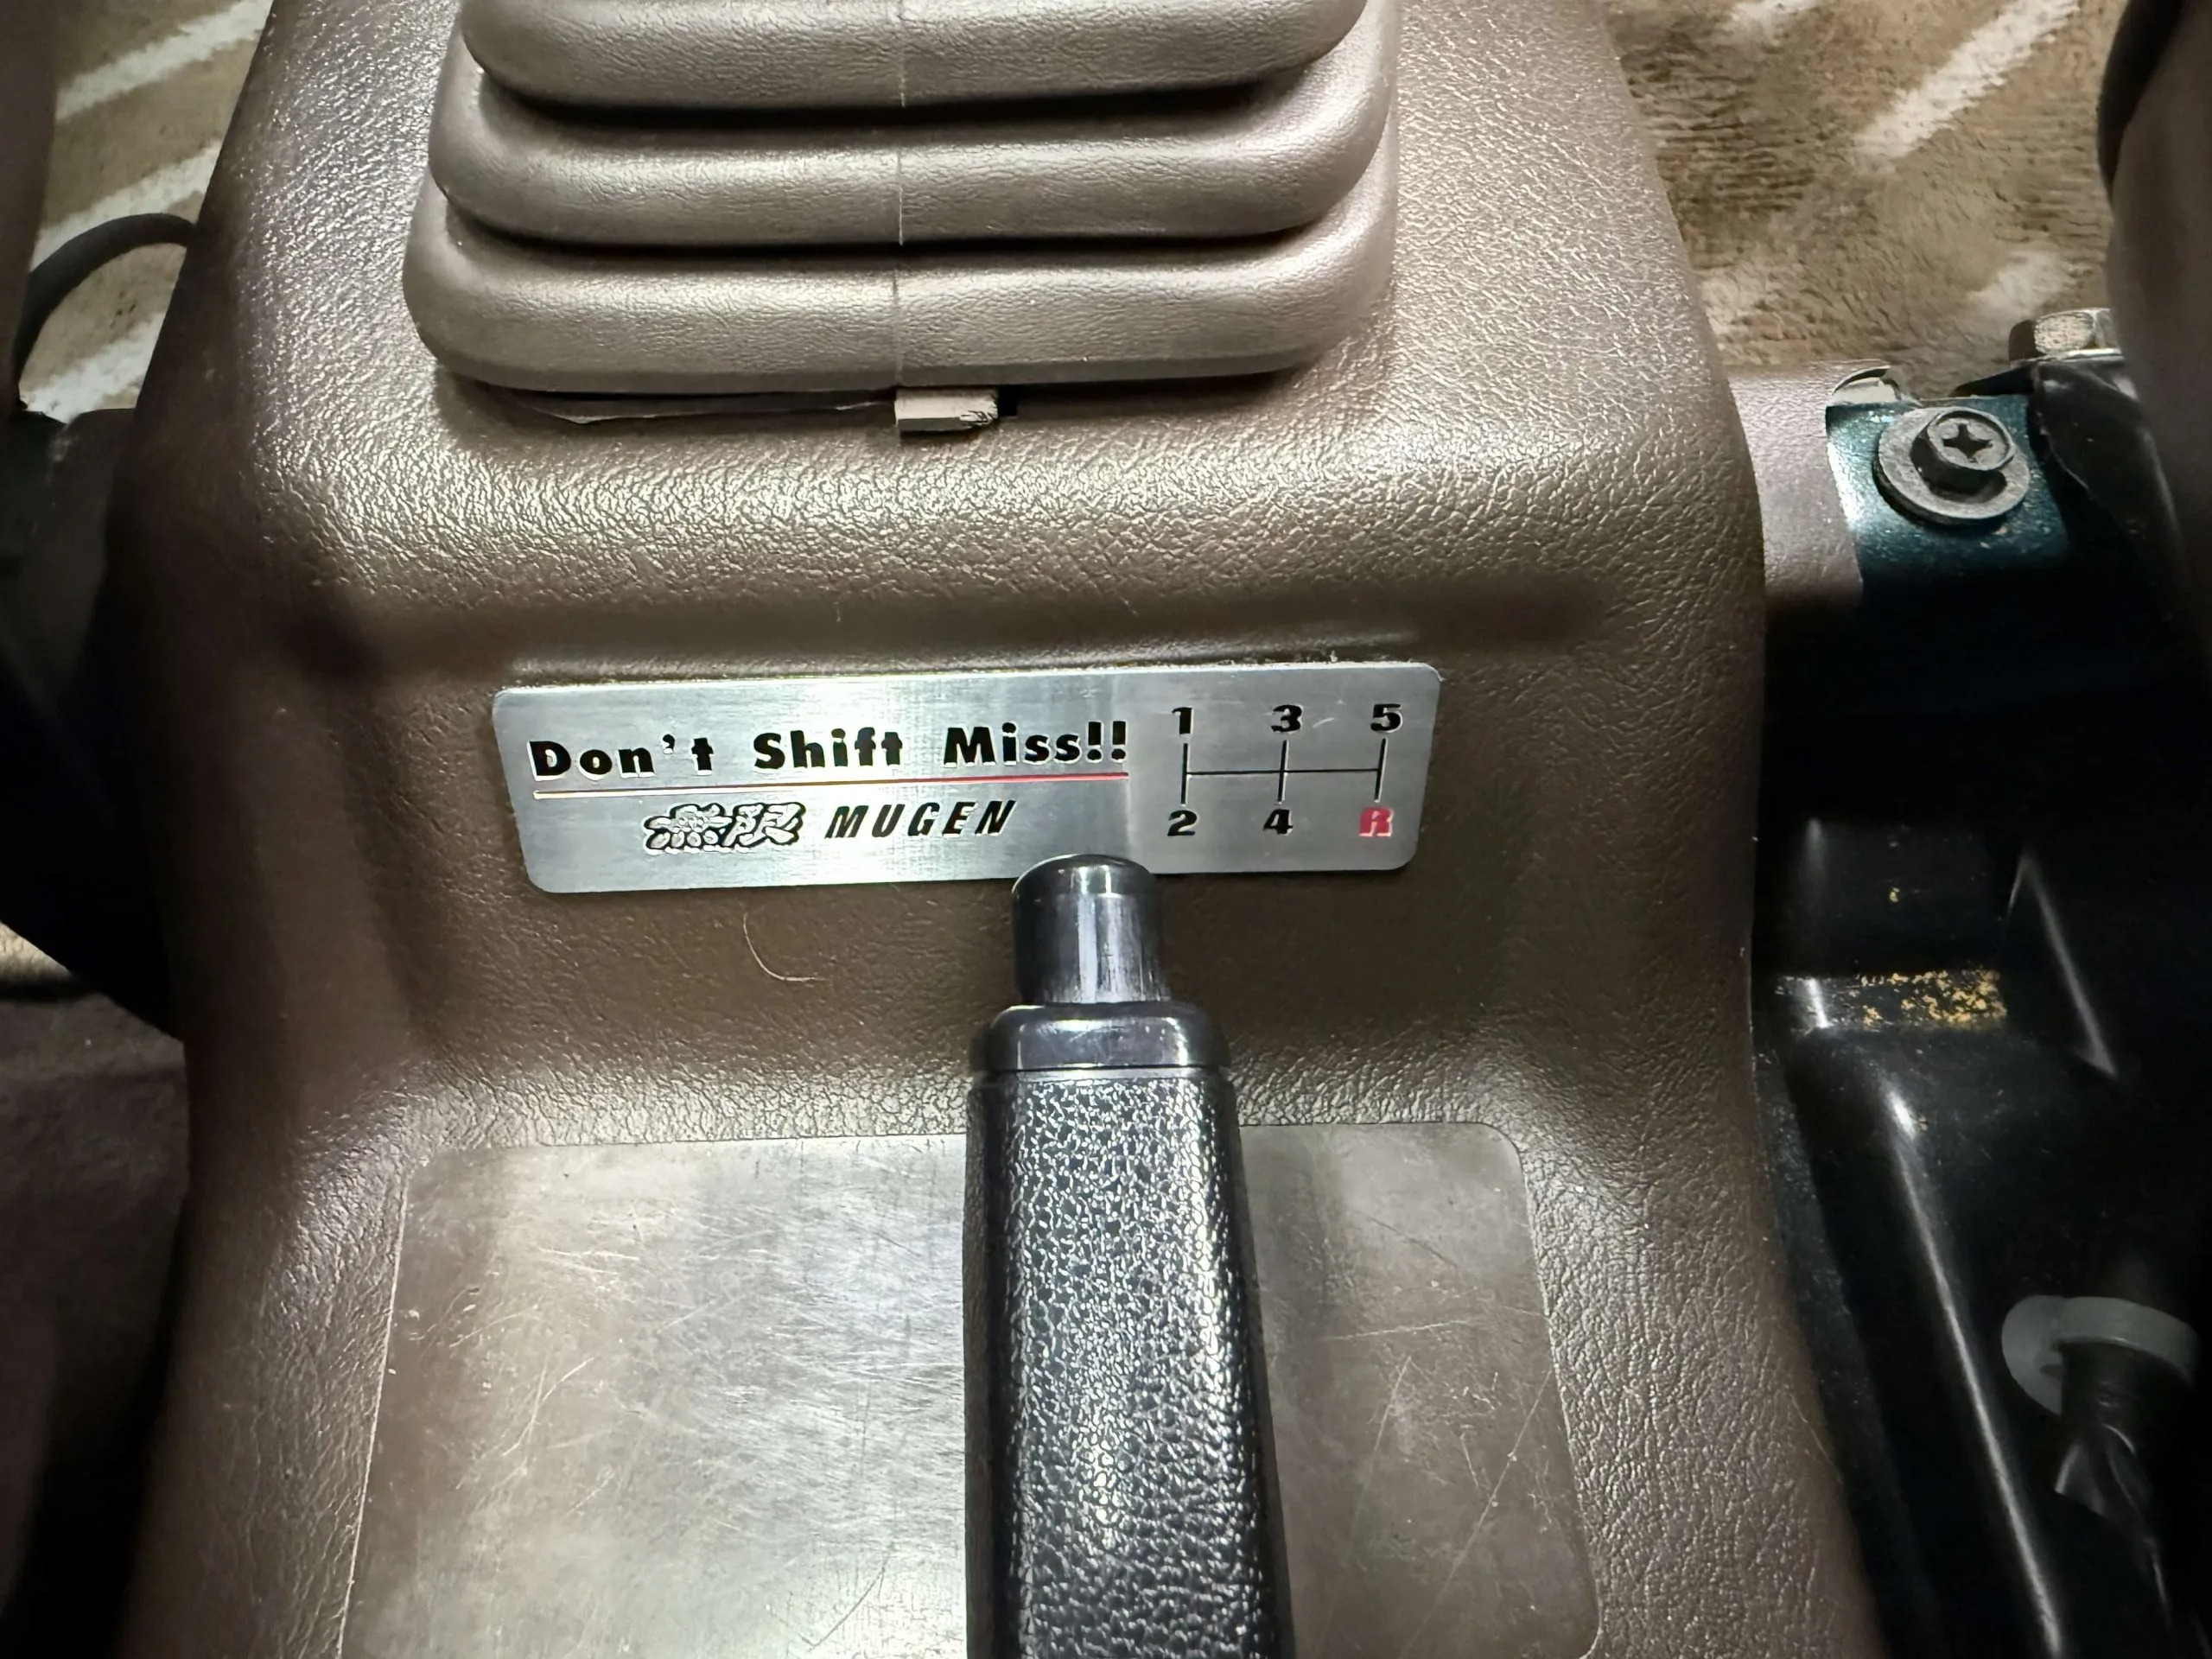 Don't Shift Miss!!
無限 MUGEN
1 3 5
2 4 R